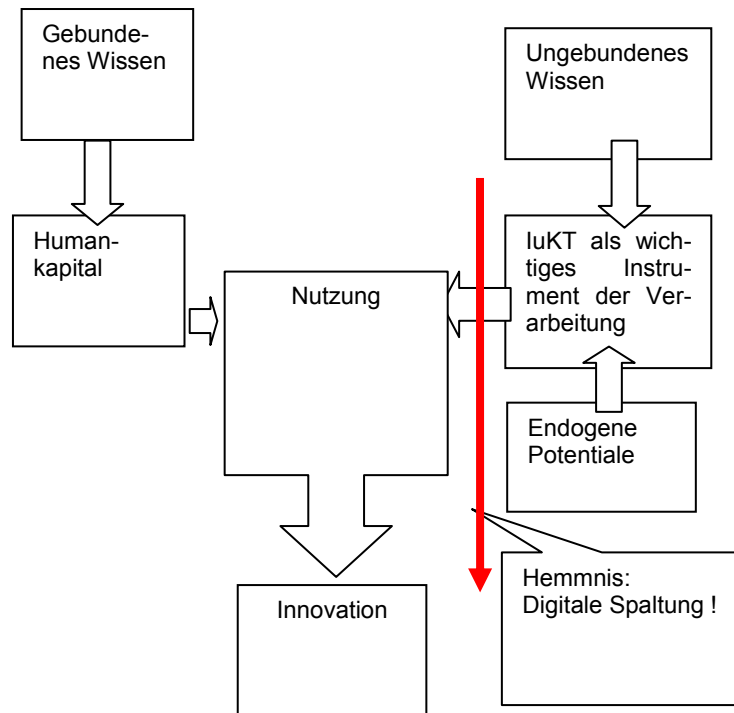 Gebunde-
nes Wissen
Ungebundenes
Wissen
Human-
kapital
IuKT als wich-
tiges Instru-
ment der Ver-
arbeitung
Nutzung
Endogene
Potentiale
Hemmnis:
Digitale Spaltung !
Innovation